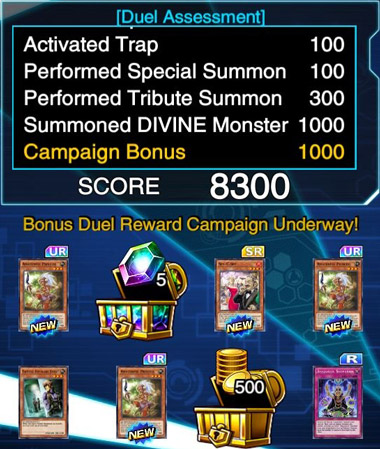 [Duel Assessment]
Activated Trap 100
Performed Special Summon 100
Performed Tribute Summon 300
Summoned DIVINE Monster 1000
Campaign Bonus 1000
SCORE 8300
Bonus Duel Reward Campaign Underway!
UR SR UR
5
NEW NEW
UR R
500
NEW